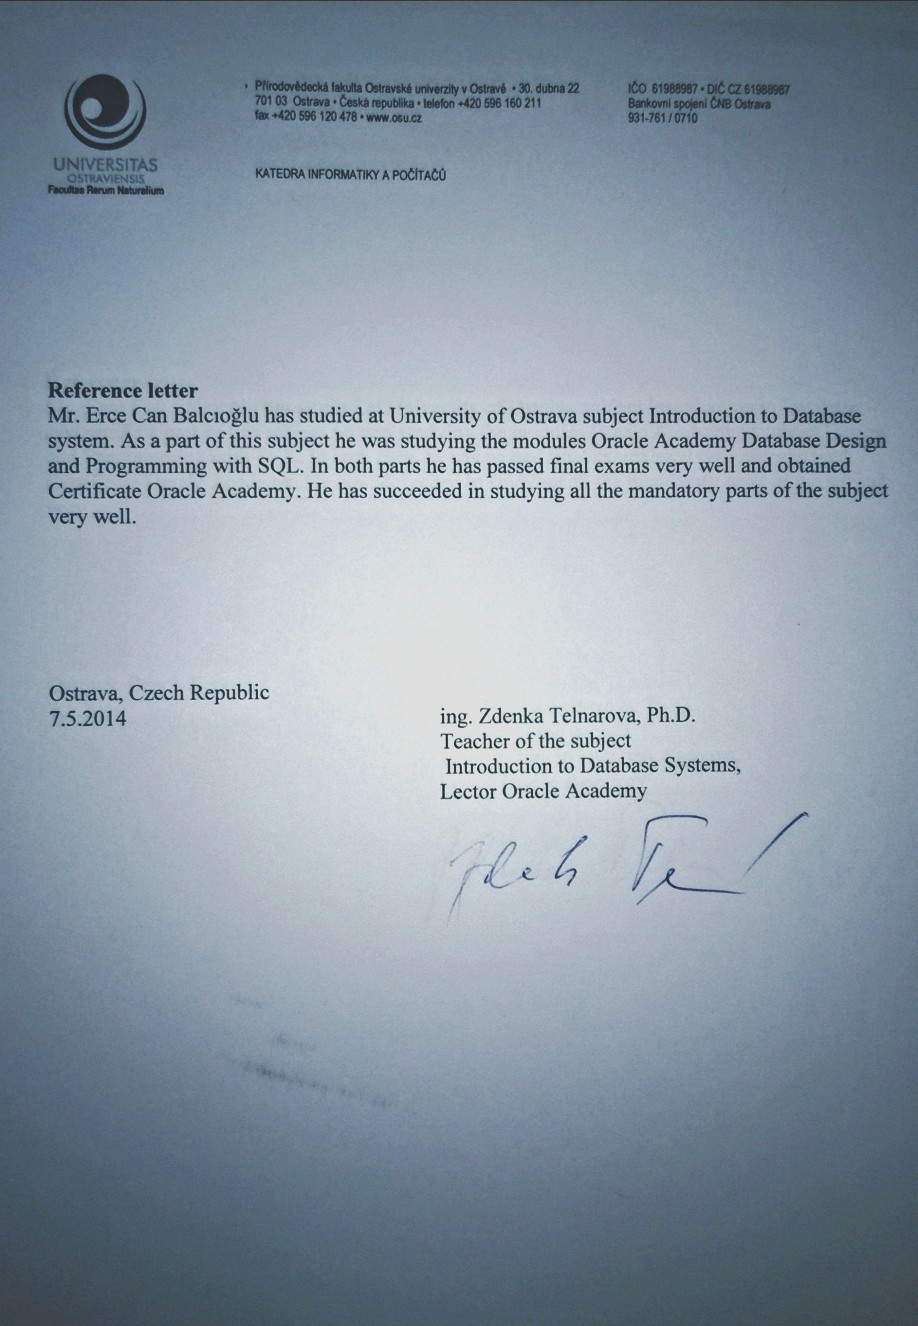 UNIVERSITAS
OSTRAVIENSIS
Facultas Rerum Naturalium
Přírodovědecká fakulta Ostravské univerzity v Ostravě • 30. dubna 22
701 03 Ostrava • Česká republika • telefon +420 596 160 211
fax +420 596 120 478 • www.osu.cz
IČO 61988987 • DIČ CZ 61988987
Bankovní spojení ČNB Ostrava
931-761 / 0710
KATEDRA INFORMATIKY A POČÍTAČŮ
Reference letter
Mr. Erce Can Balcıoğlu has studied at University of Ostrava subject Introduction to Database
system. As a part of this subject he was studying the modules Oracle Academy Database Design
and Programming with SQL. In both parts he has passed final exams very well and obtained
Certificate Oracle Academy. He has succeeded in studying all the mandatory parts of the subject
very well.
Ostrava, Czech Republic
7.5.2014
ing. Zdenka Telnarova, Ph.D.
Teacher of the subject
Introduction to Database Systems,
Lector Oracle Academy